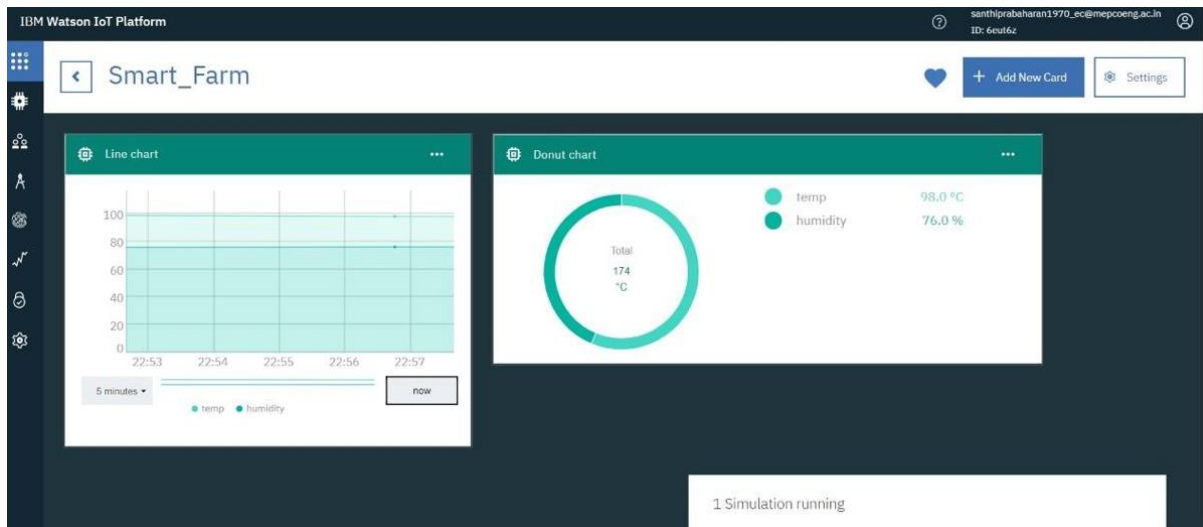 IBM Watson IoT Platform
santhiprabaharan1970_ec@mepcoeng.ac.in
ID: 6eut6z
Smart_Farm
+ Add New Card
Settings
Line chart
100
80
60
40
20
0
22:53 22:54 22:55 22:56 22:57
5 minutes
now
temp humidity
Donut chart
Total
174
°C
temp 98.0 °C
humidity 76.0 %
1 Simulation running